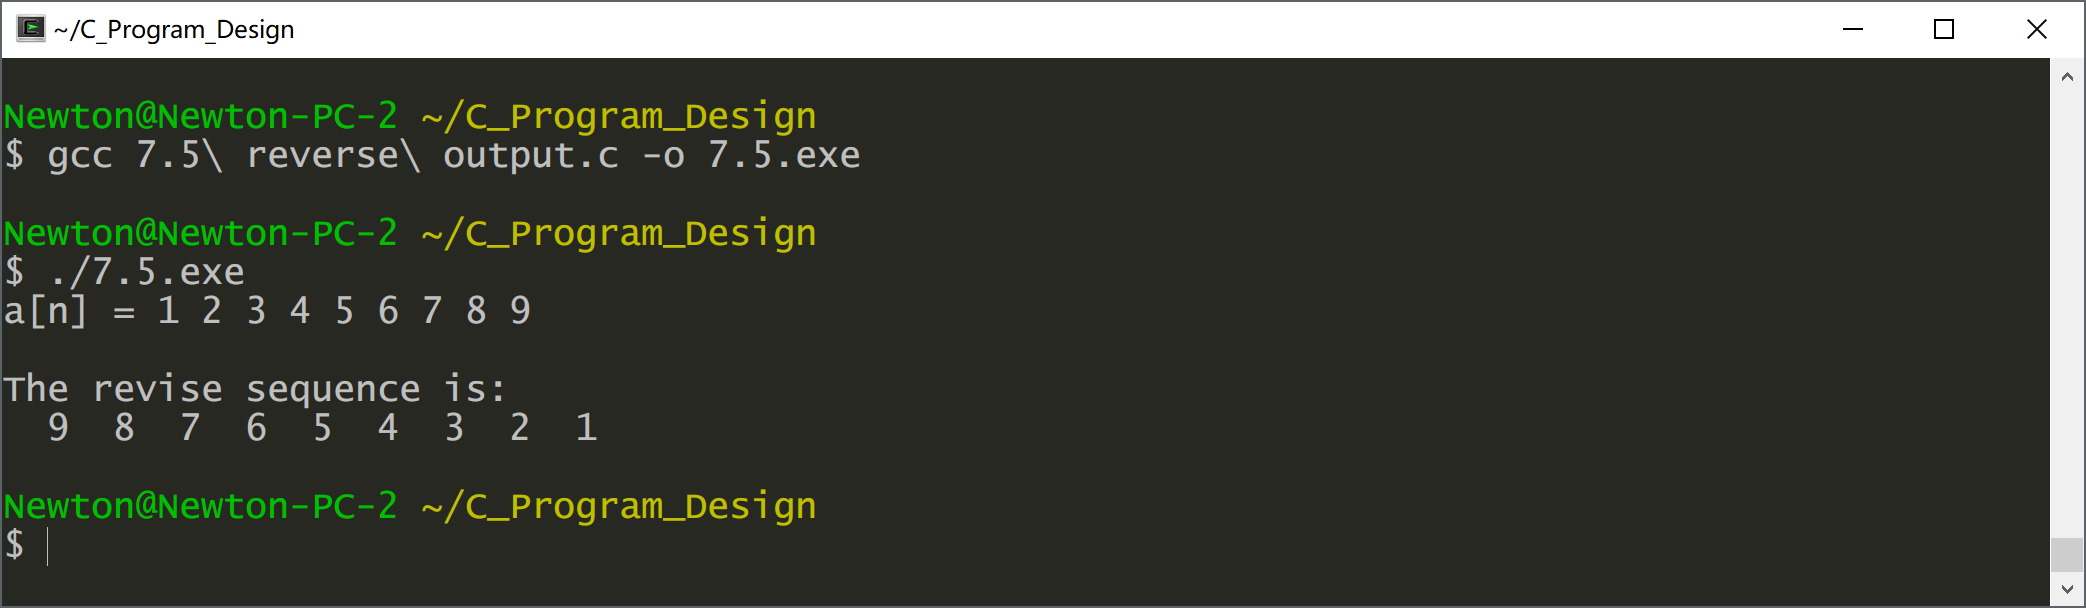 ~/C_Program_Design
Newton@Newton-PC-2 ~/C_Program_Design
$ gcc 7.5\ reverse\ output.c -o 7.5.exe
Newton@Newton-PC-2 ~/C_Program_Design
$ ./7.5.exe
a[n] = 1 2 3 4 5 6 7 8 9
The revise sequence is:
  9  8  7  6  5  4  3  2  1
Newton@Newton-PC-2 ~/C_Program_Design
$